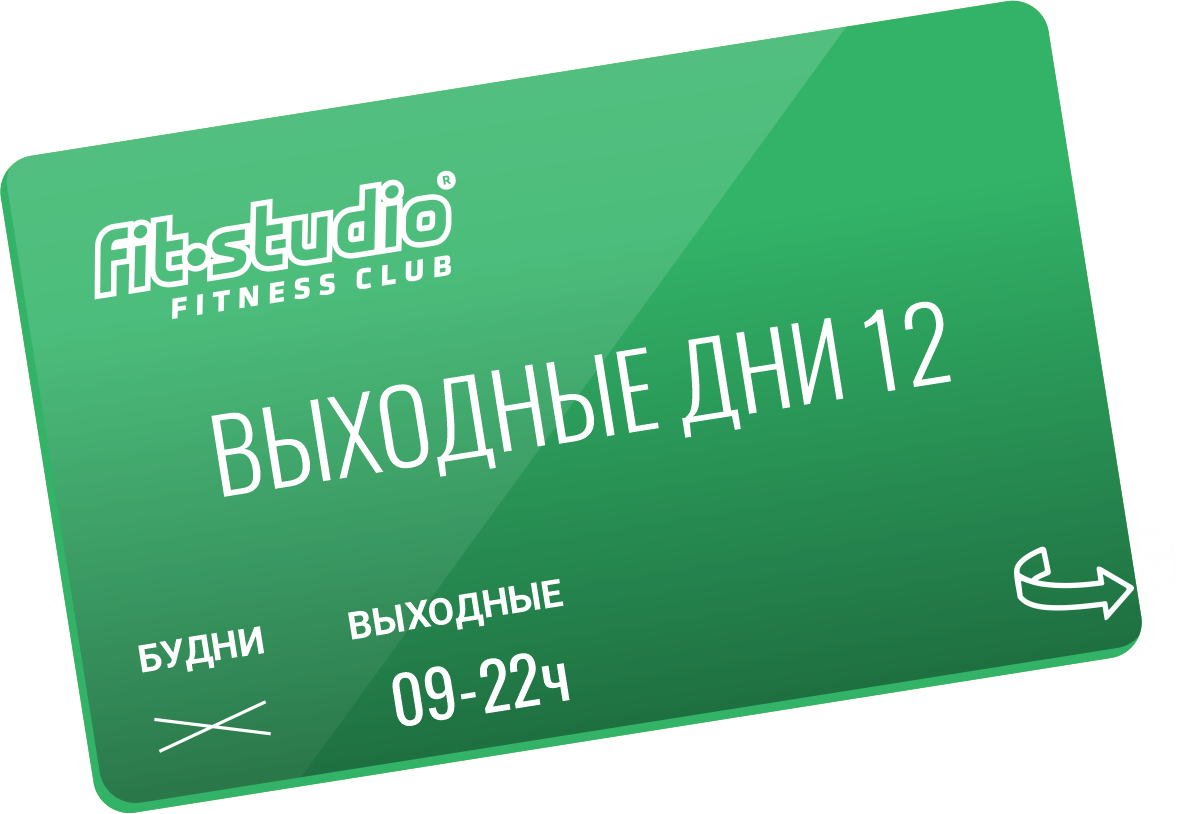 fit·studio®
FITNESS CLUB
ВЫХОДНЫЕ ДНИ 12
БУДНИ
ВЫХОДНЫЕ
09-22ч